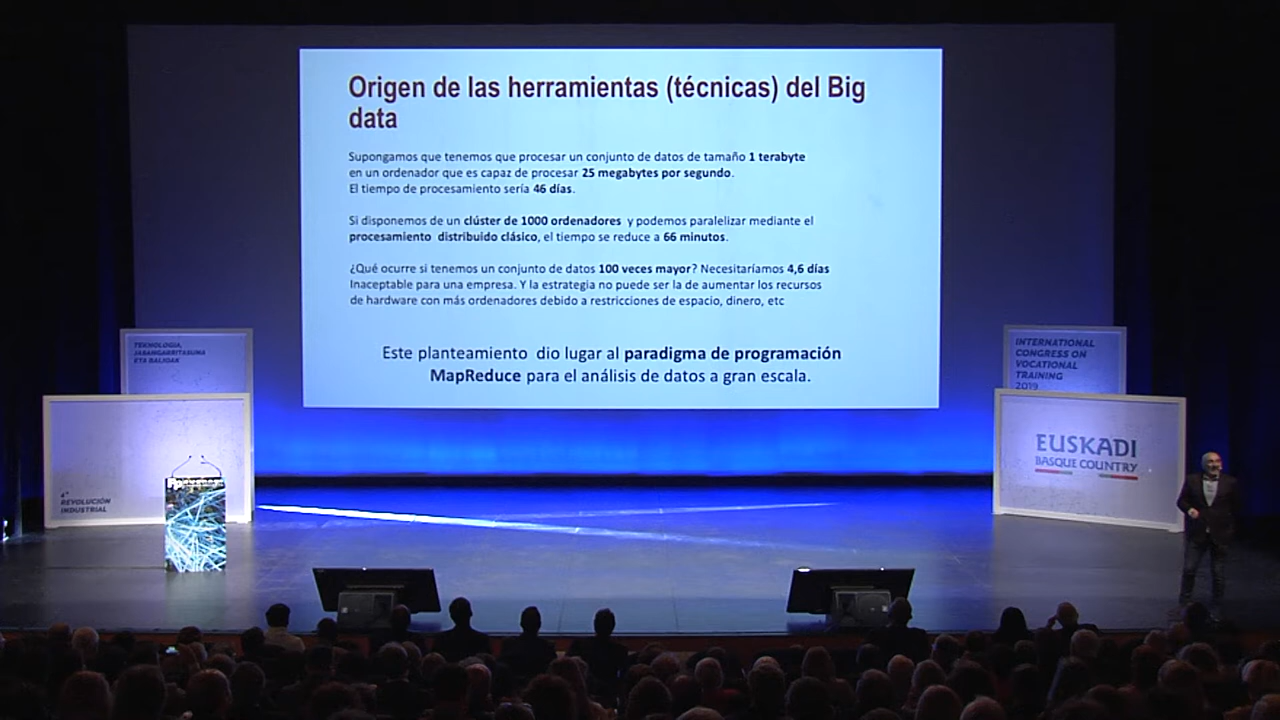 Origen de las herramientas (técnicas) del Big
data
Supongamos que tenemos que procesar un conjunto de datos de tamaño 1 terabyte
en un ordenador que es capaz de procesar 25 megabytes por segundo.
El tiempo de procesamiento sería 46 días.
Si disponemos de un clúster de 1000 ordenadores y podemos paralelizar mediante el
procesamiento distribuido clásico, el tiempo se reduce a 66 minutos.
¿Qué ocurre si tenemos un conjunto de datos 100 veces mayor? Necesitaríamos 4,6 días
Inaceptable para una empresa. Y la estrategia no puede ser la de aumentar los recursos
de hardware con más ordenadores debido a restricciones de espacio, dinero, etc
Este planteamiento dio lugar al paradigma de programación
MapReduce para el análisis de datos a gran escala.
TEKNOLOGIA,
JASANGARRITASUNA
ETA BALIOAK
4ª
REVOLUCIÓN
INDUSTRIAL
INTERNATIONAL
CONGRESS ON
VOCATIONAL
TRAINING
2019
EUSKADI
BASQUE COUNTRY